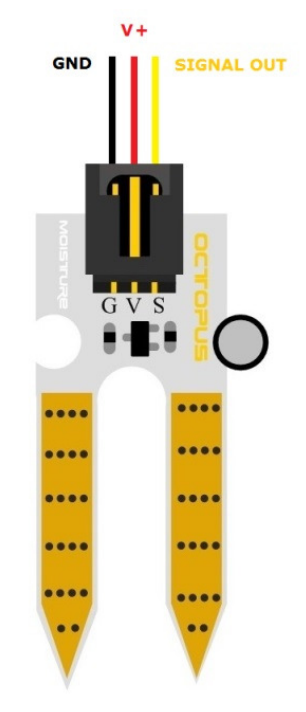 V+
GND
SIGNAL OUT
MOISTURE
OCTOPUS
G V S